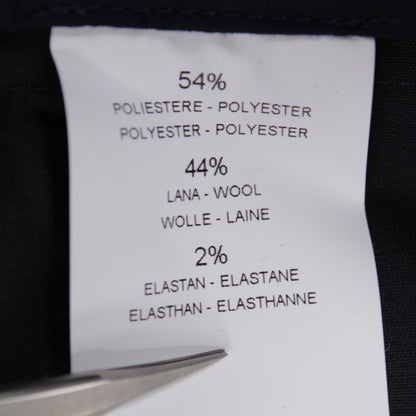 54%
POLIESTERE - POLYESTER
POLYESTER - POLYESTER
44%
LANA - WOOL
WOLLE - LAINE
2%
ELASTAN - ELASTANE
ELASTHAN - ELASTHANNE